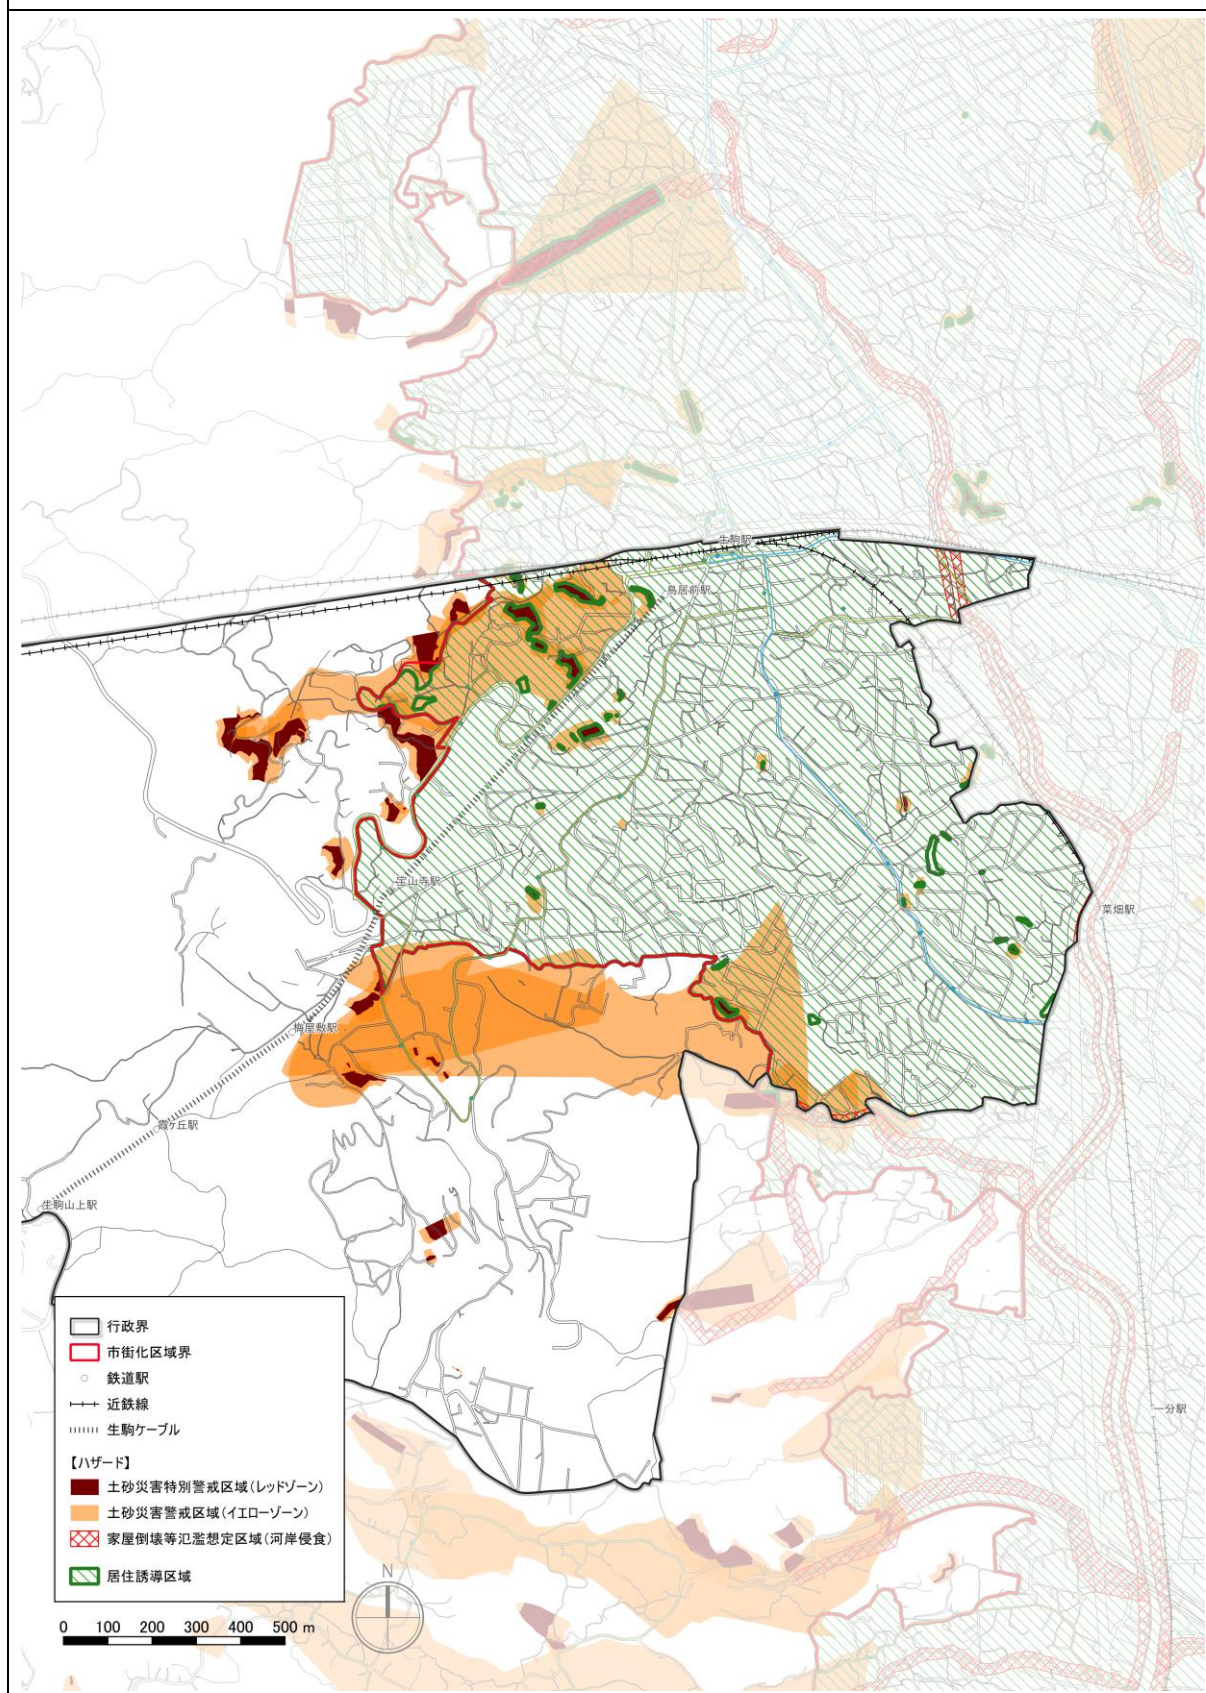 生駒駅
鳥居前駅
宝山寺駅
菜畑駅
梅屋敷駅
霞ヶ丘駅
生駒山上駅
一分駅
行政界
市街化区域界
鉄道駅
近鉄線
生駒ケーブル
【ハザード】
土砂災害特別警戒区域（レッドゾーン）
土砂災害警戒区域（イエローゾーン）
家屋倒壊等氾濫想定区域（河岸侵食）
居住誘導区域
N
0 100 200 300 400 500 m